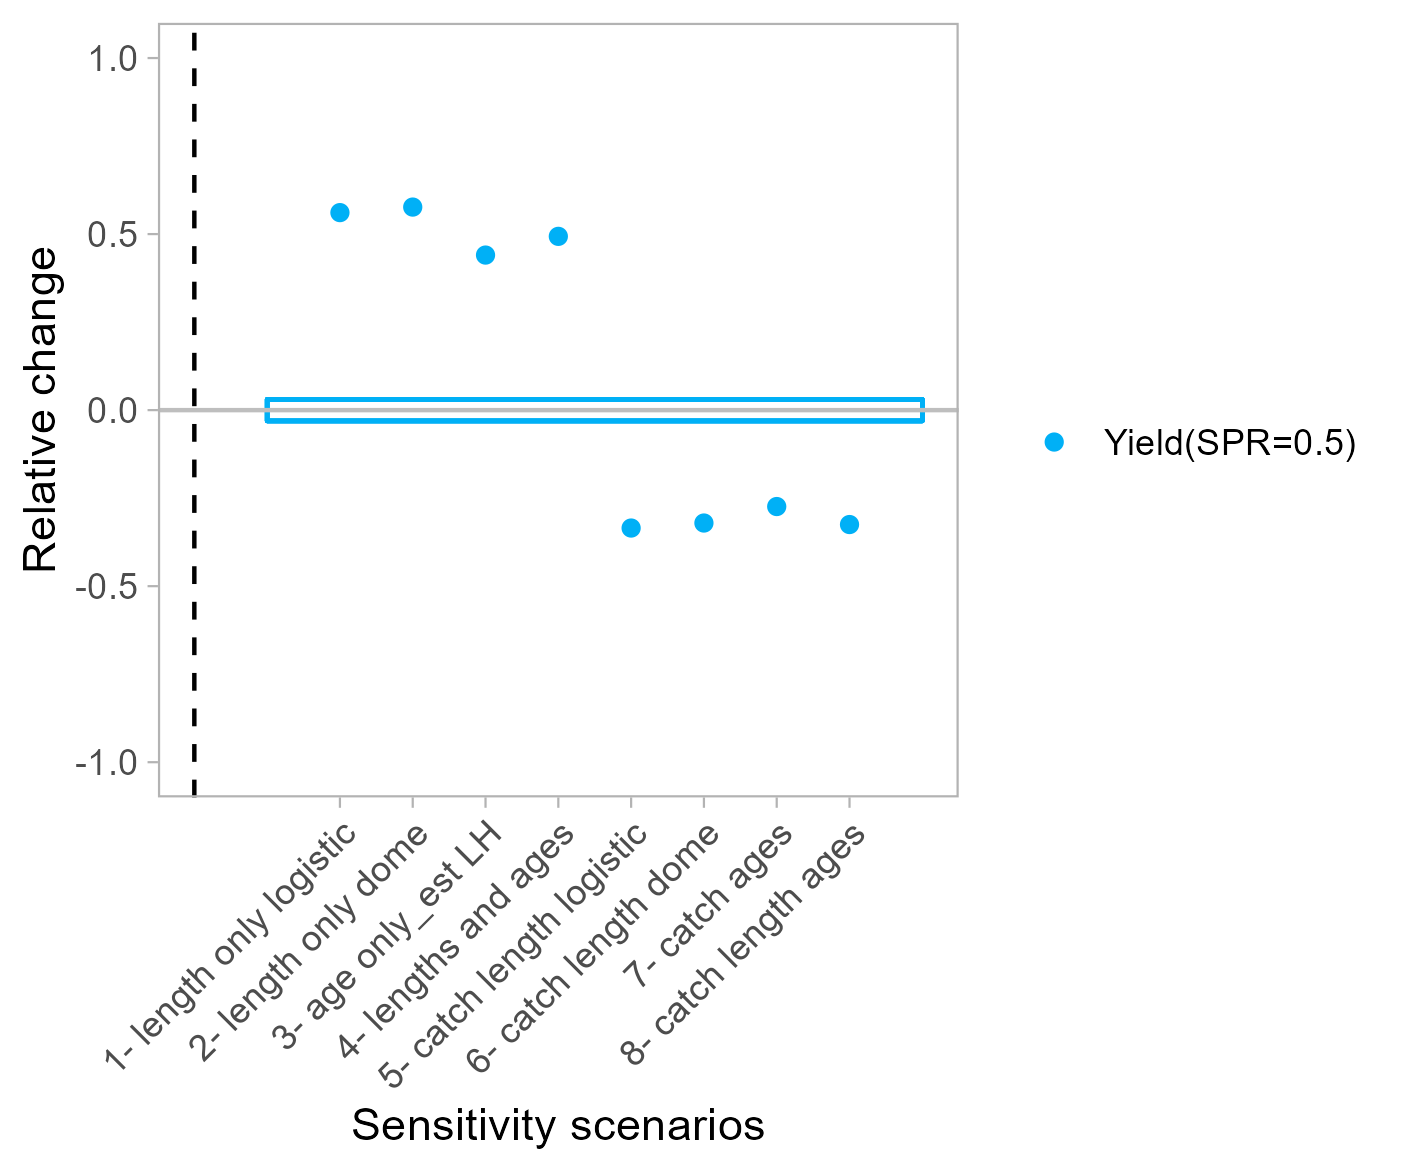 Relative change
1.0
0.5
0.0
-0.5
-1.0
1- length only logistic
2- length only dome
3- age only_est LH
4- lengths and ages
5- catch length logistic
6- catch length dome
7- catch ages
8- catch length ages
Sensitivity scenarios
Yield(SPR=0.5)